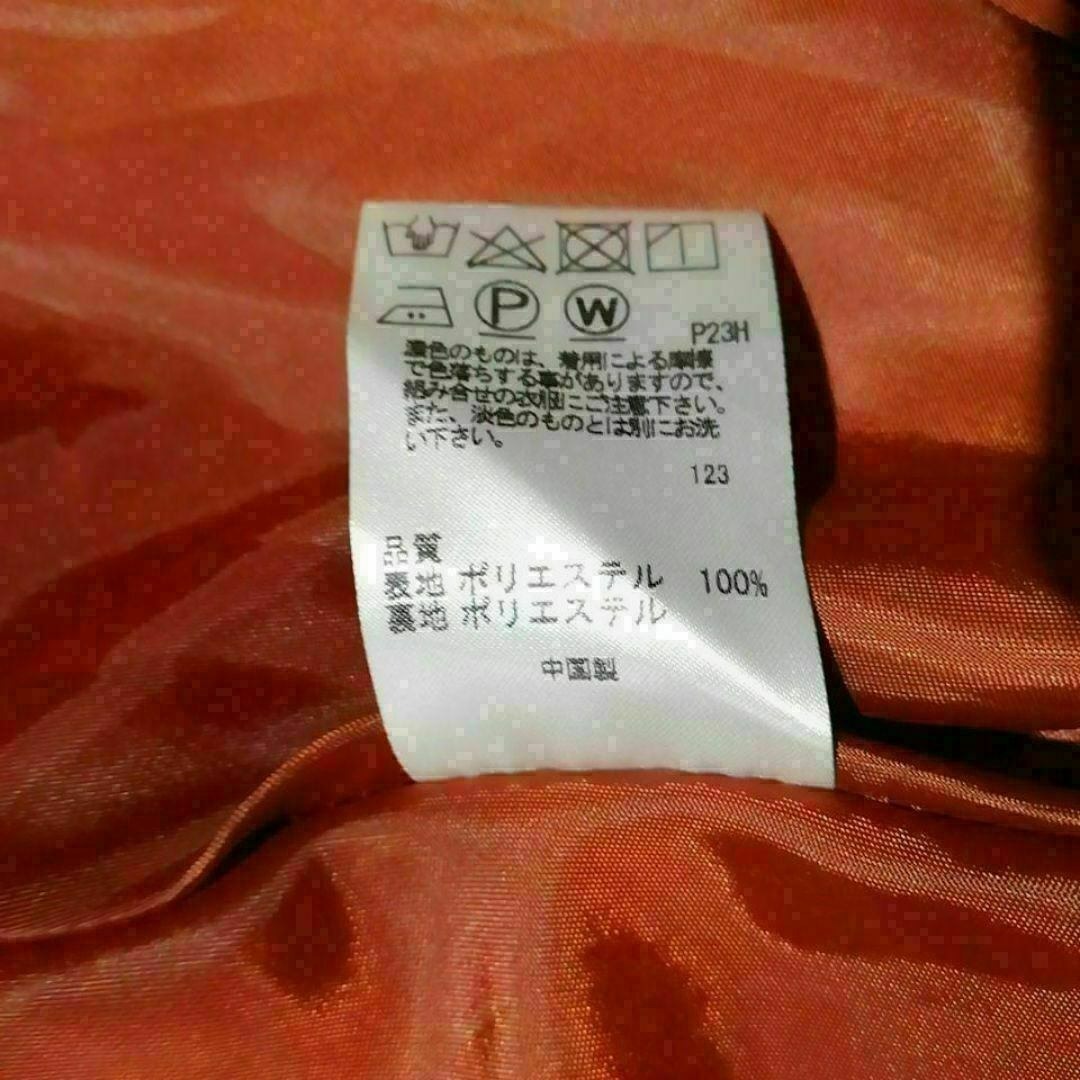 P
W
P23H
濃色のものは、着用による摩擦
で色落ちする事がありますので、
組み合せの衣服にご注意下さい。
また、淡色のものとは別にお洗
い下さい。
123
品質
表地 ポリエステル 100%
裏地 ポリエステル
中国製